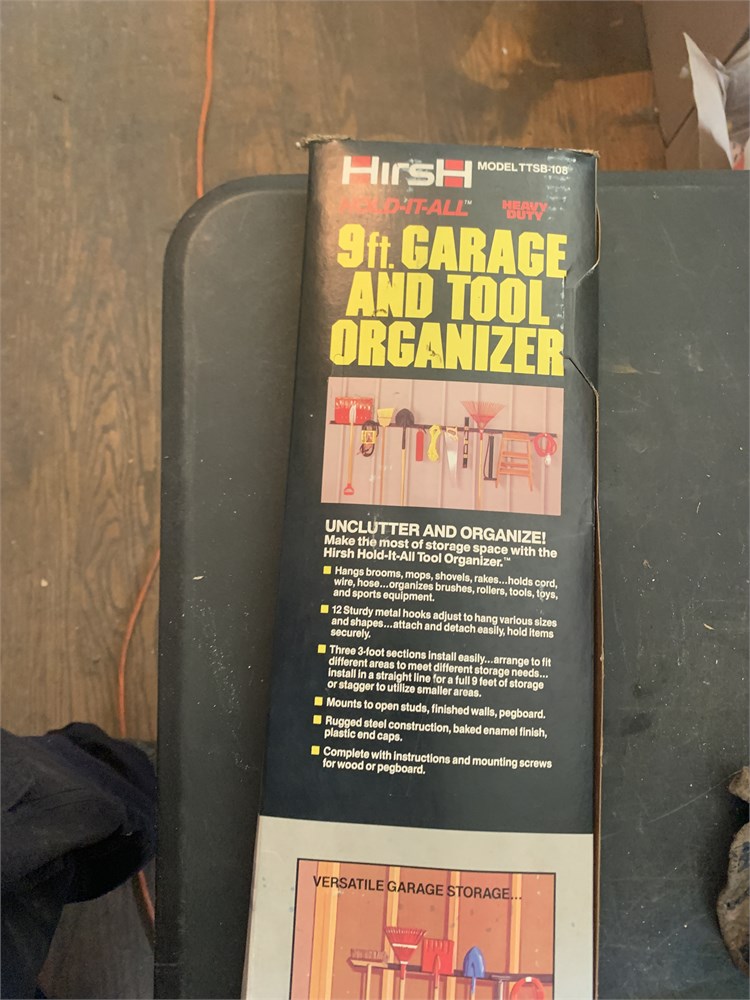 HIrsH MODEL TTSB-108
HOLD-IT-ALL™ HEAVY
DUTY
9ft. GARAGE
AND TOOL
ORGANIZER
UNCLUTTER AND ORGANIZE!
Make the most of storage space with the
Hirsh Hold-It-All Tool Organizer.™
Hangs brooms, mops, shovels, rakes...holds cord,
wire, hose...organizes brushes, rollers, tools, toys,
and sports equipment.
12 Sturdy metal hooks adjust to hang various sizes
and shapes...attach and detach easily, hold items
securely.
Three 3-foot sections install easily...arrange to fit
different areas to meet different storage needs...
install in a straight line for a full 9 feet of storage
or stagger to utilize smaller areas.
Mounts to open studs, finished walls, pegboard.
Rugged steel construction, baked enamel finish,
plastic end caps.
Complete with instructions and mounting screws
for wood or pegboard.
VERSATILE GARAGE STORAGE...